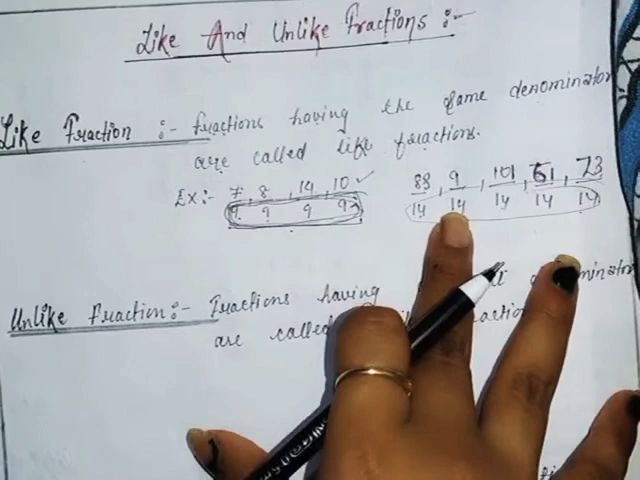 Like And Unlike Fractions :-
Like Fraction :- Fractions having the same denominator
are called like fractions.
Ex:- 7/9, 8/9, 14/9, 10/9 ✓ 88/14, 9/14, 101/14, 61/14, 73/14
Unlike Fraction:- Fractions having
are called